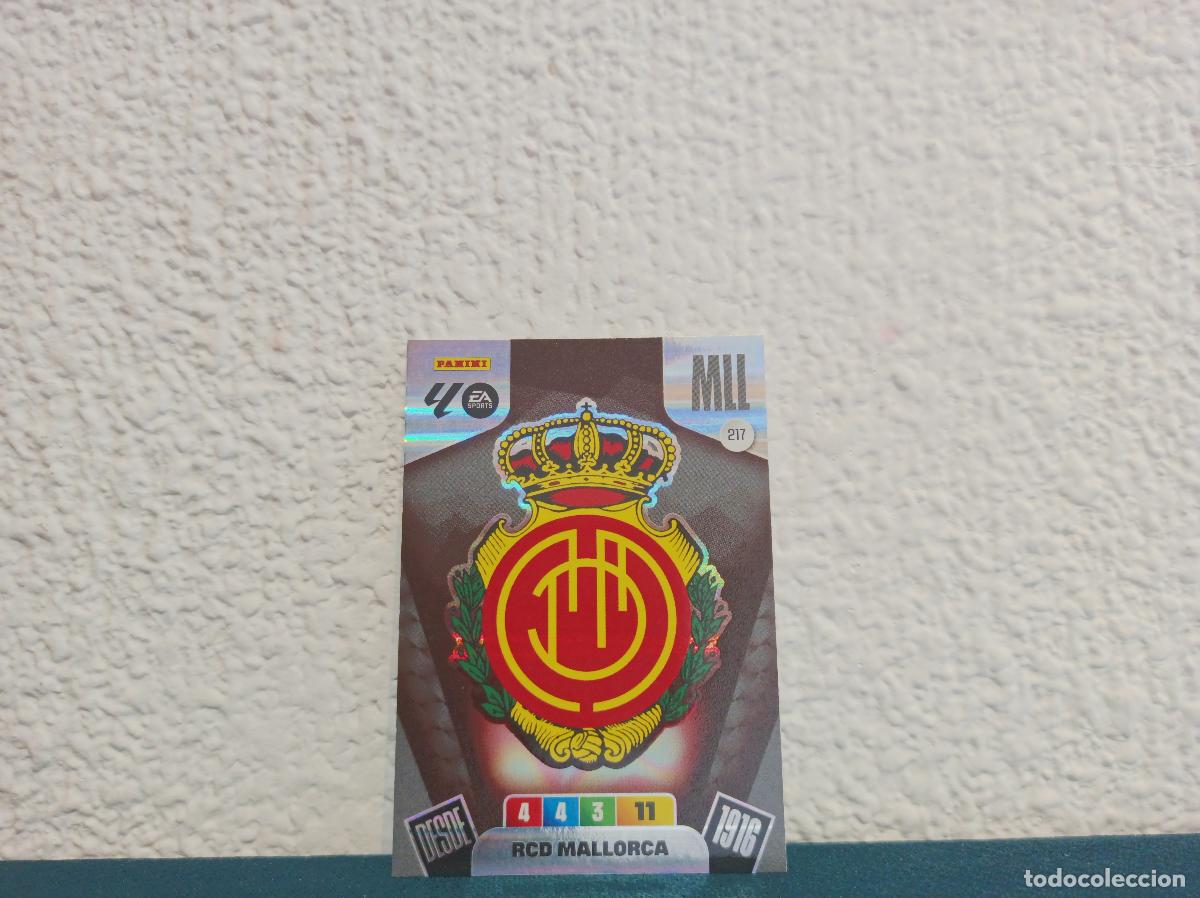 PANINI
EA SPORTS
MLL
217
4 4 3 11
DESDE
1916
RCD MALLORCA
todocoleccion